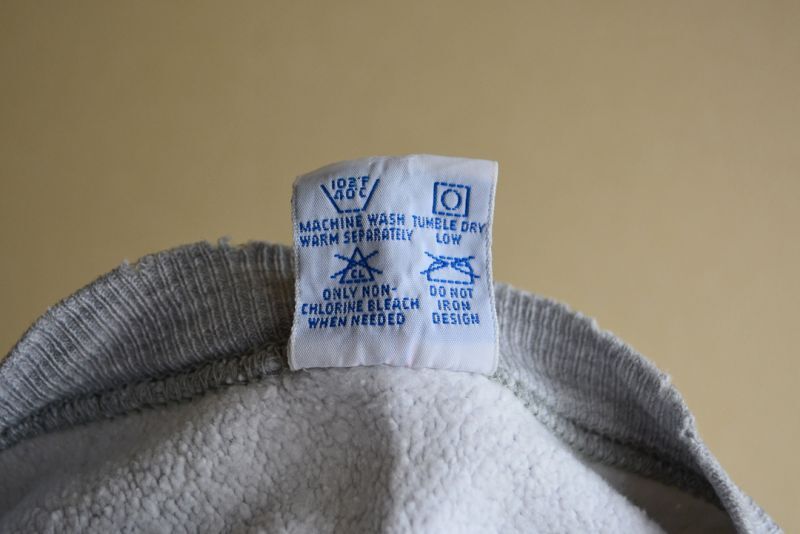 102°F
40°C
MACHINE WASH
WARM SEPARATELY
TUMBLE DRY
LOW
CL
ONLY NON-
CHLORINE BLEACH
WHEN NEEDED
DO NOT
IRON
DESIGN